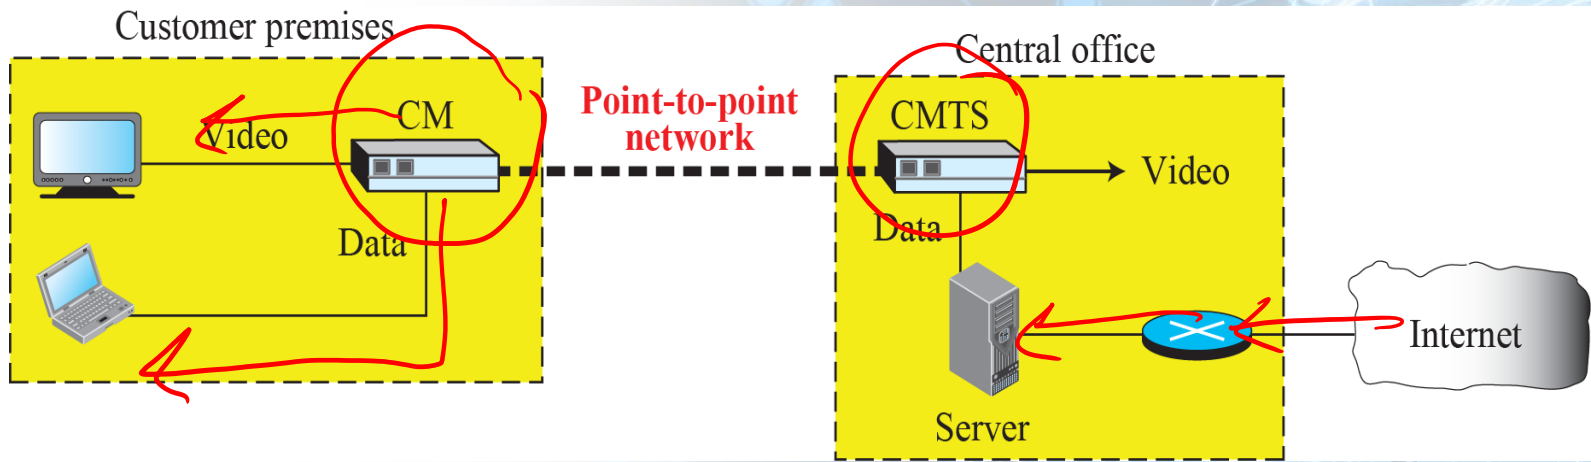 Customer premises
Central office
CM
Point-to-point
network
CMTS
Video
Video
Data
Data
Internet
Server